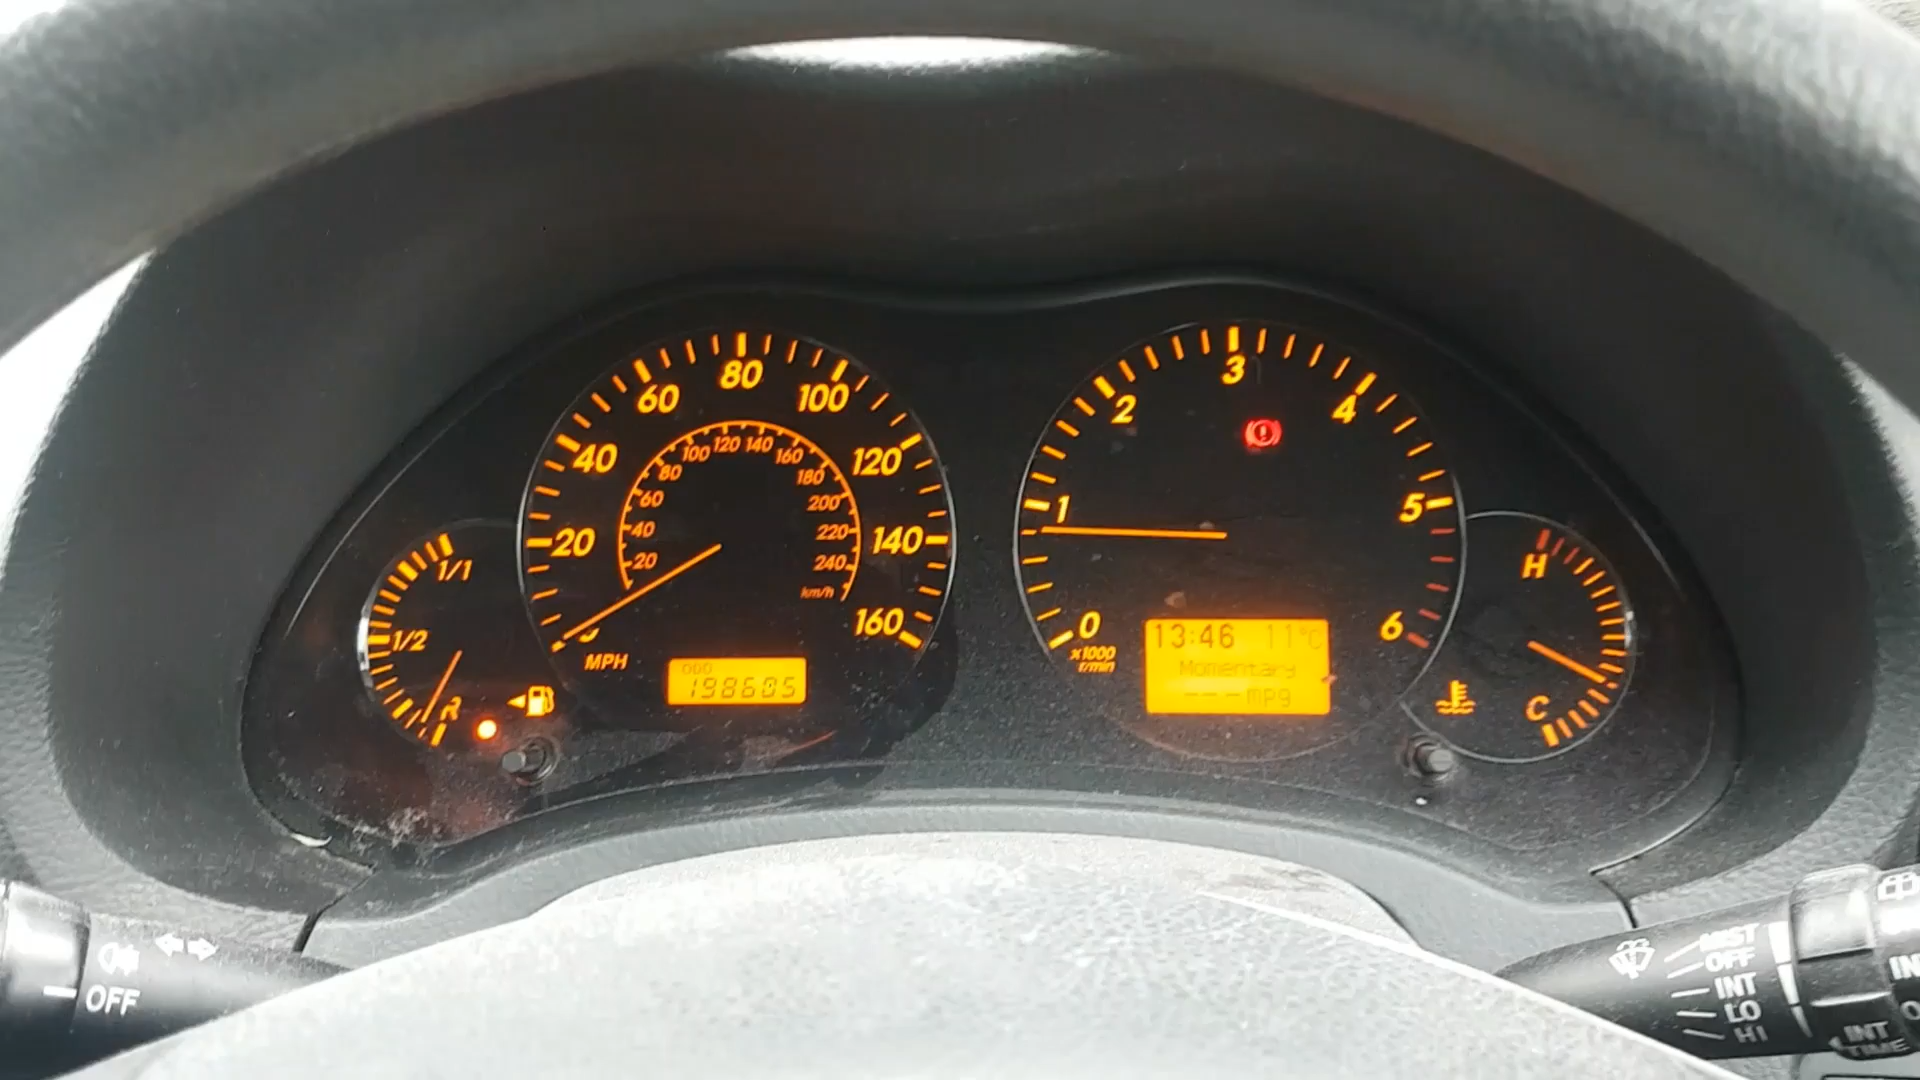 1/1
1/2
R
20
40
60
80
100
120
140
160
MPH
20
40
60
80
100
120
140
160
180
200
220
240
km/h
ODO
198605
0
1
2
3
4
5
6
x1000
r/min
13:46 11°C
Momentary
---mpg
H
C
OFF
MIST
OFF
INT
LO
HI
INT
TIME